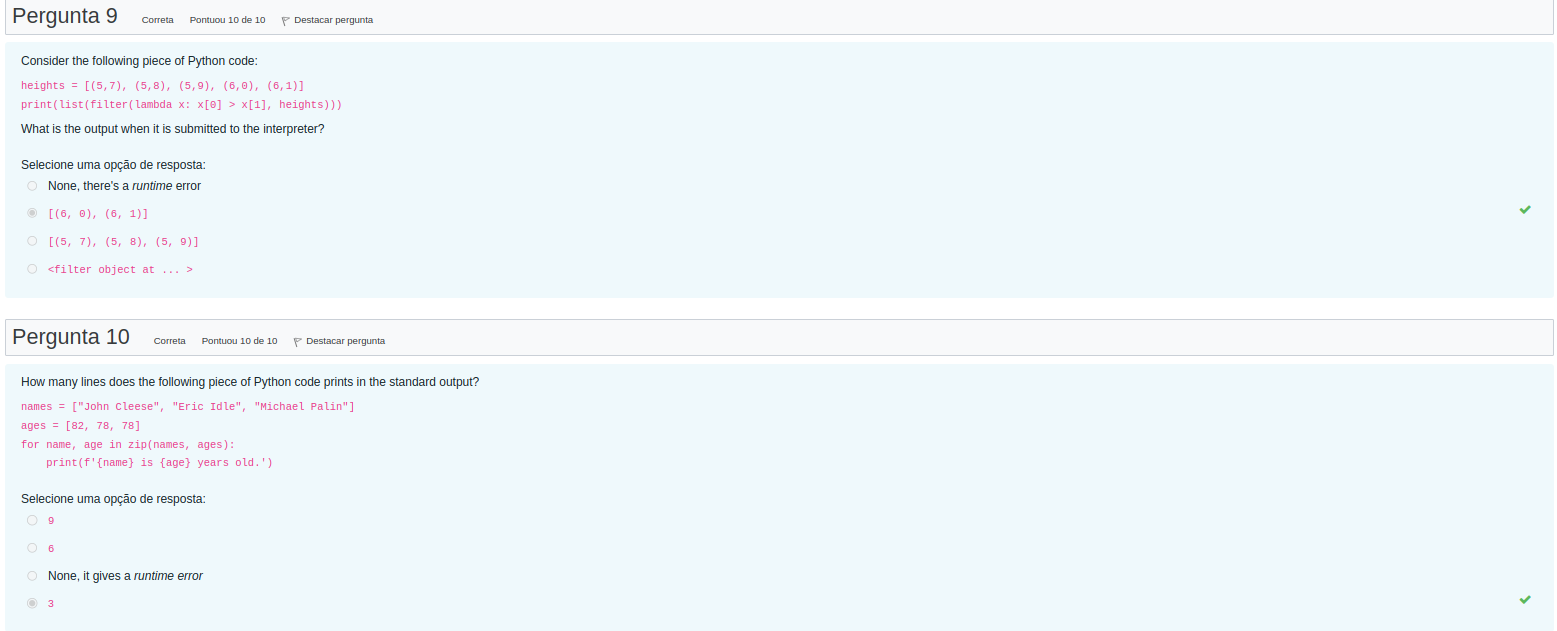 Pergunta 9 Correta Pontuou 10 de 10 Destacar pergunta
Consider the following piece of Python code:
heights = [(5,7), (5,8), (5,9), (6,0), (6,1)]
print(list(filter(lambda x: x[0] > x[1], heights)))
What is the output when it is submitted to the interpreter?
Selecione uma opção de resposta:
None, there's a runtime error
[(6, 0), (6, 1)]
[(5, 7), (5, 8), (5, 9)]
<filter object at ... >
Pergunta 10 Correta Pontuou 10 de 10 Destacar pergunta
How many lines does the following piece of Python code prints in the standard output?
names = ["John Cleese", "Eric Idle", "Michael Palin"]
ages = [82, 78, 78]
for name, age in zip(names, ages):
    print(f'{name} is {age} years old.')
Selecione uma opção de resposta:
9
6
None, it gives a runtime error
3